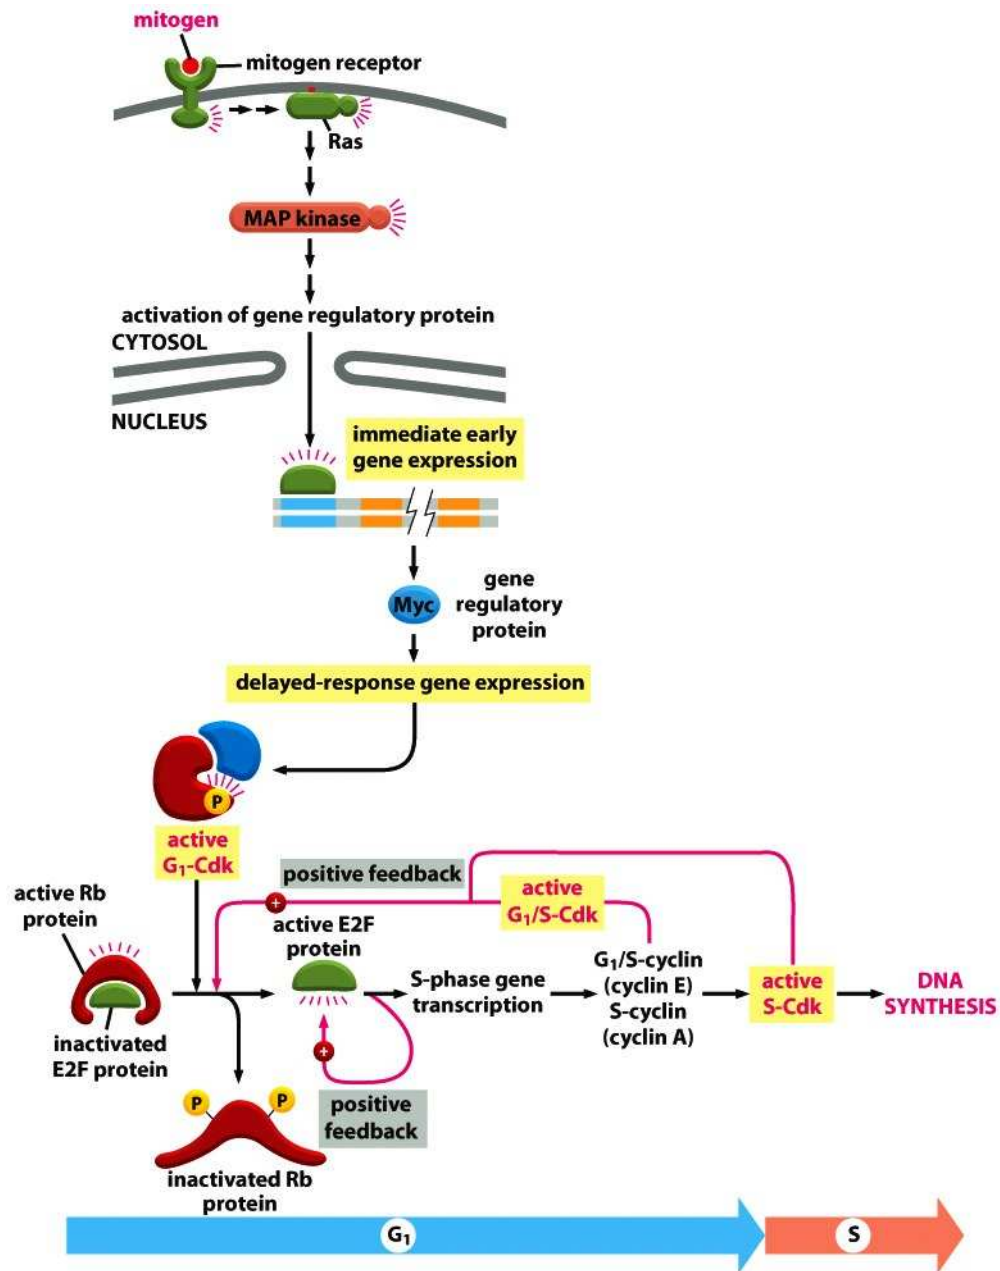 mitogen
mitogen receptor
Ras
MAP kinase
activation of gene regulatory protein
CYTOSOL
NUCLEUS
immediate early
gene expression
Myc
gene
regulatory
protein
delayed-response gene expression
P
active
G₁-Cdk
positive feedback
active
G₁/S-Cdk
active Rb
protein
+
active E2F
protein
G₁/S-cyclin
(cyclin E)
S-cyclin
(cyclin A)
S-phase gene
transcription
active
S-Cdk
DNA
SYNTHESIS
inactivated
E2F protein
+
P
P
positive
feedback
inactivated Rb
protein
G₁
S